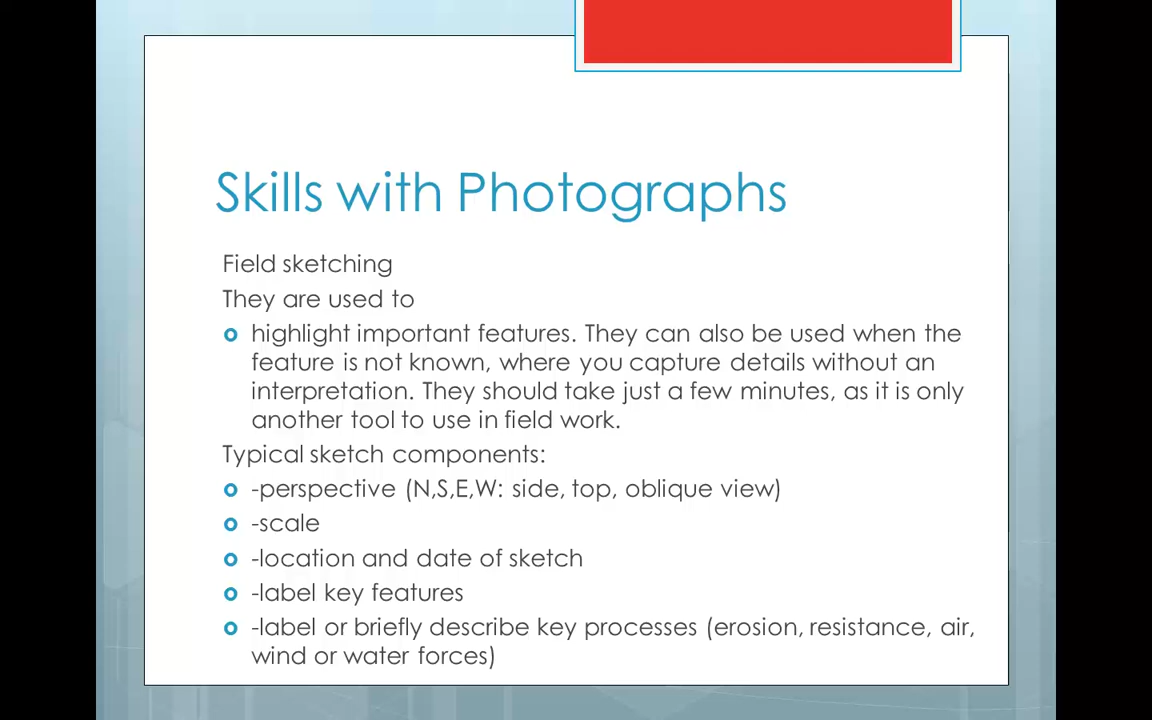 Skills with Photographs
Field sketching
They are used to
highlight important features. They can also be used when the
feature is not known, where you capture details without an
interpretation. They should take just a few minutes, as it is only
another tool to use in field work.
Typical sketch components:
-perspective (N,S,E,W: side, top, oblique view)
-scale
-location and date of sketch
-label key features
-label or briefly describe key processes (erosion, resistance, air,
wind or water forces)